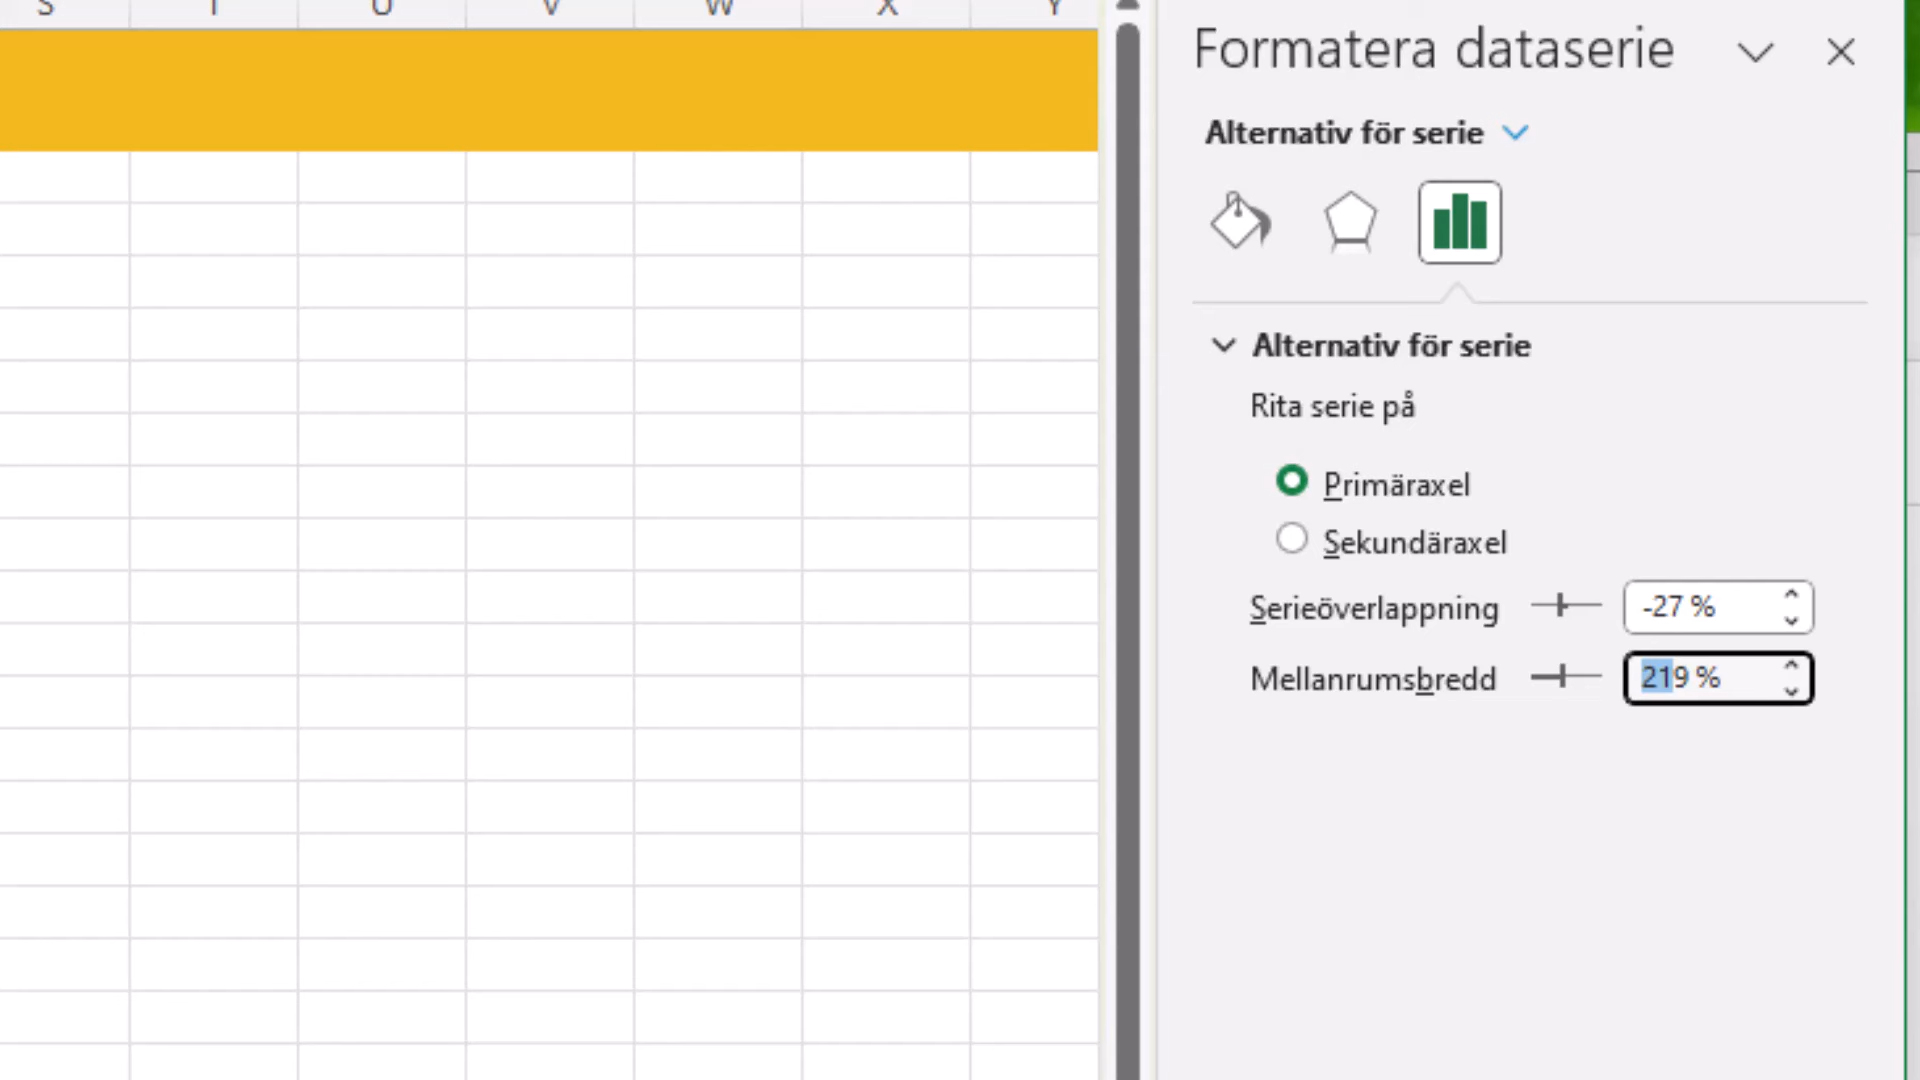 S T U V W X Y
Formatera dataserie
Alternativ för serie
Alternativ för serie
Rita serie på
Primäraxel
Sekundäraxel
Serieöverlappning -27 %
Mellanrumsbredd 219 %